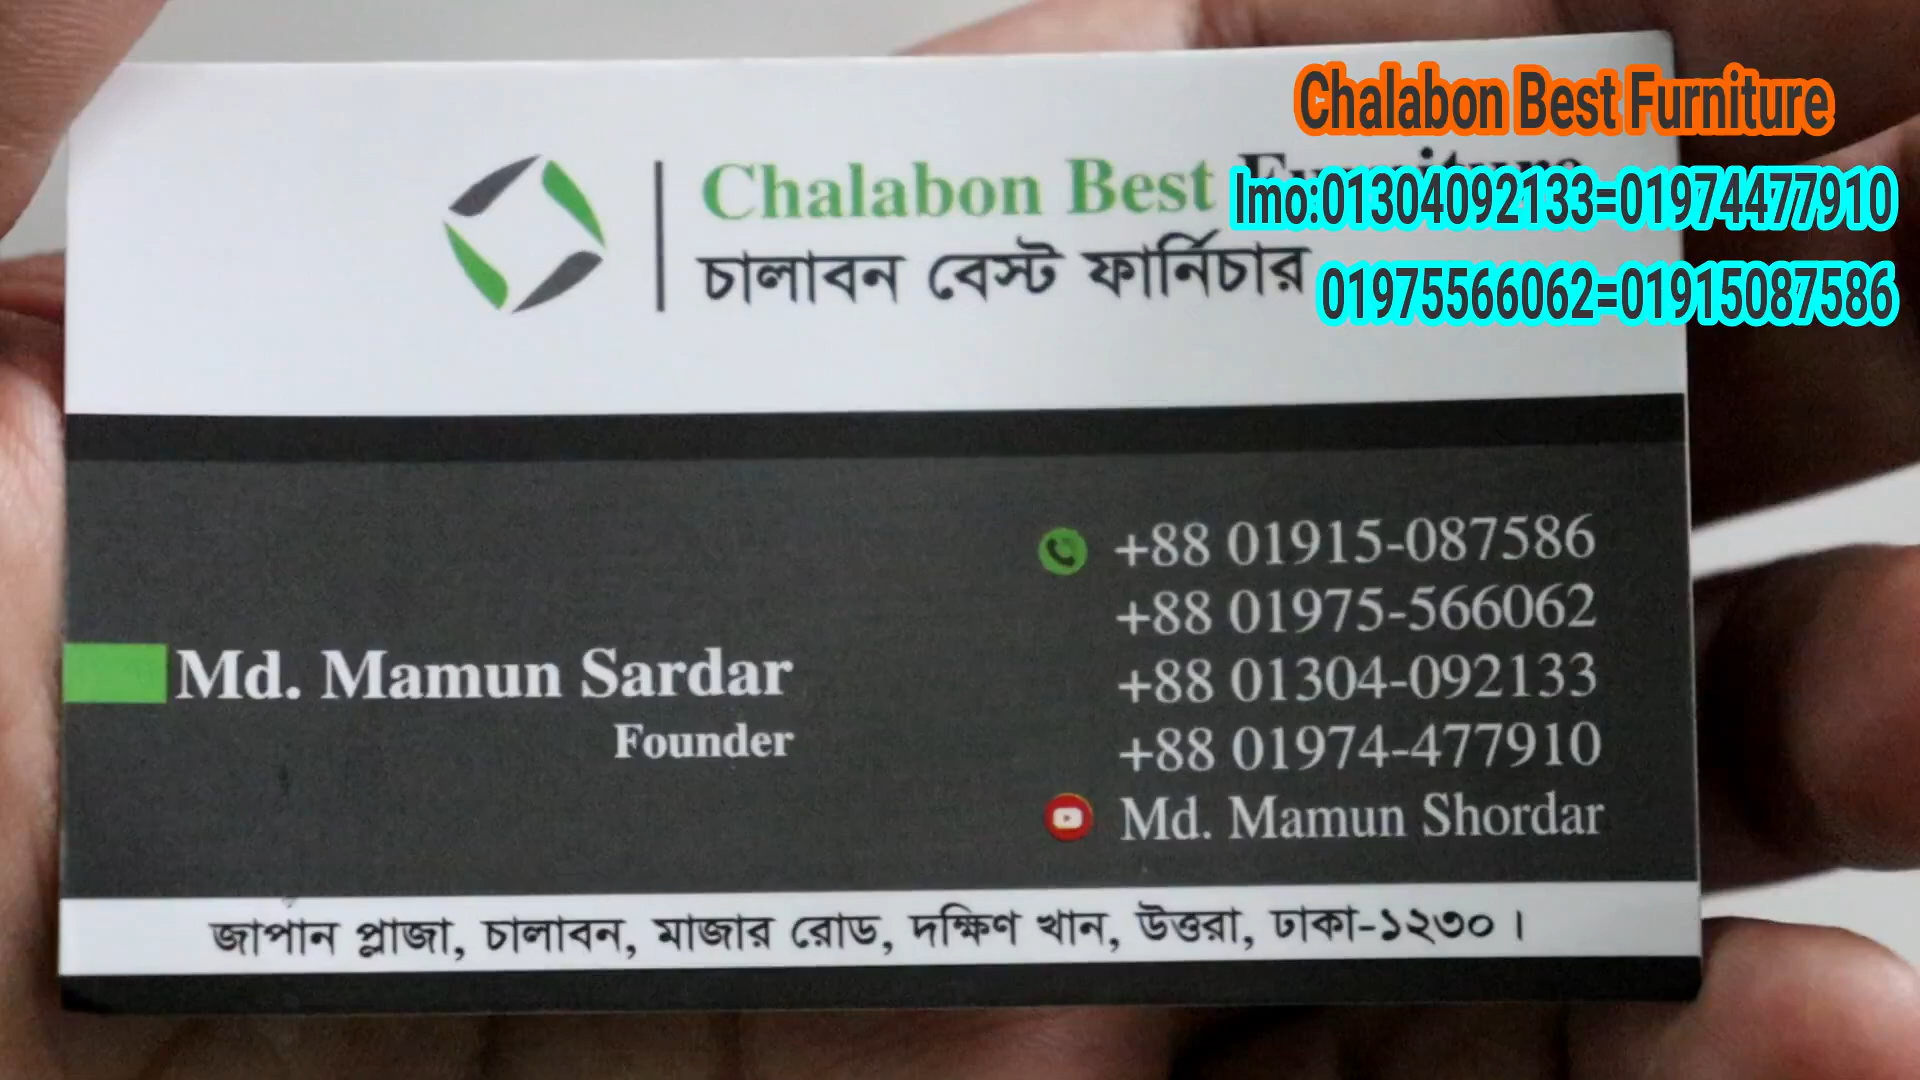 Chalabon Best Furniture
Imo:01304092133=01974477910
01975566062=01915087586
Chalabon Best Furniture
চালাবন বেস্ট ফার্নিচার
+88 01915-087586
+88 01975-566062
+88 01304-092133
+88 01974-477910
Md. Mamun Shordar
Md. Mamun Sardar
Founder
জাপান প্লাজা, চালাবন, মাজার রোড, দক্ষিণ খান, উত্তরা, ঢাকা-১২৩০।